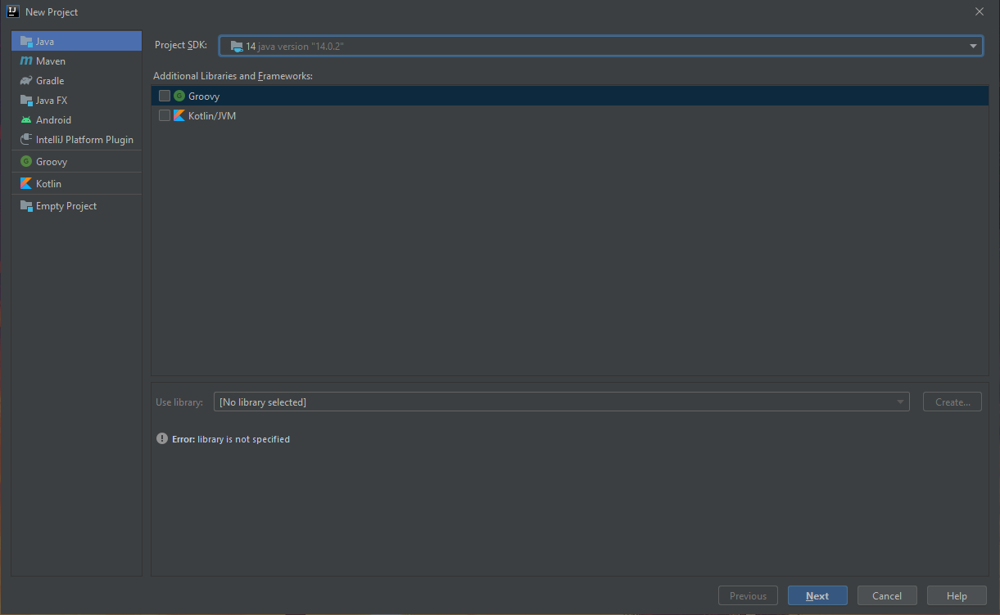 New Project
Java
Maven
Gradle
Java FX
Android
IntelliJ Platform Plugin
Groovy
Kotlin
Empty Project
Project SDK: 14 java version "14.0.2"
Additional Libraries and Frameworks:
Groovy
Kotlin/JVM
Use library: [No library selected] Create...
Error: library is not specified
Previous Next Cancel Help